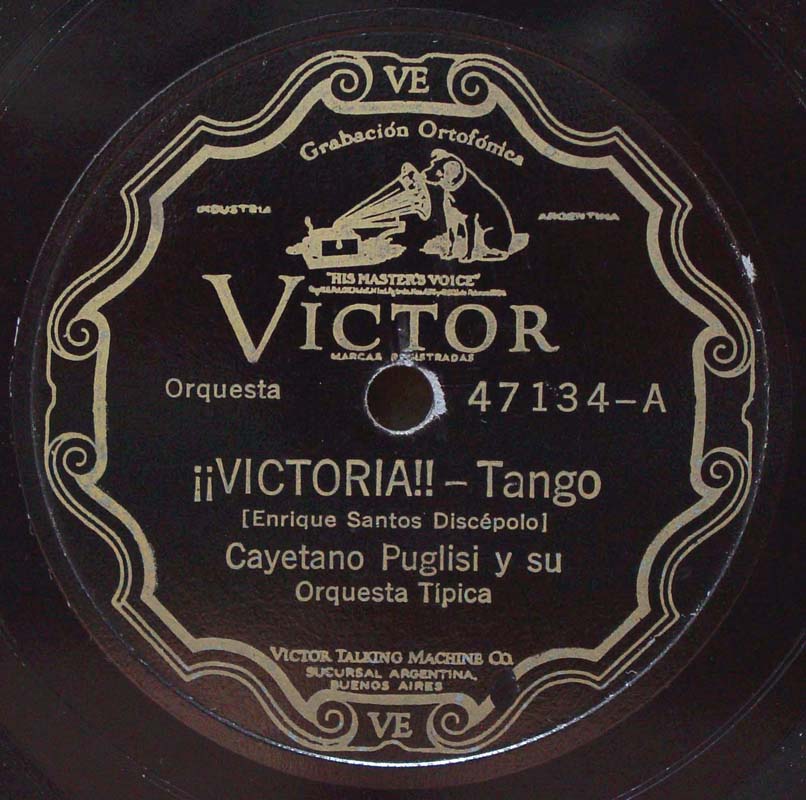 VE
Grabación Ortofónica
INDUSTRIA ARGENTINA
"HIS MASTER'S VOICE"
VICTOR
MARCAS REGISTRADAS
Orquesta 47134-A
¡¡VICTORIA!! - Tango
[Enrique Santos Discépolo]
Cayetano Puglisi y su
Orquesta Típica
VICTOR TALKING MACHINE CO.
SUCURSAL ARGENTINA,
BUENOS AIRES
VE